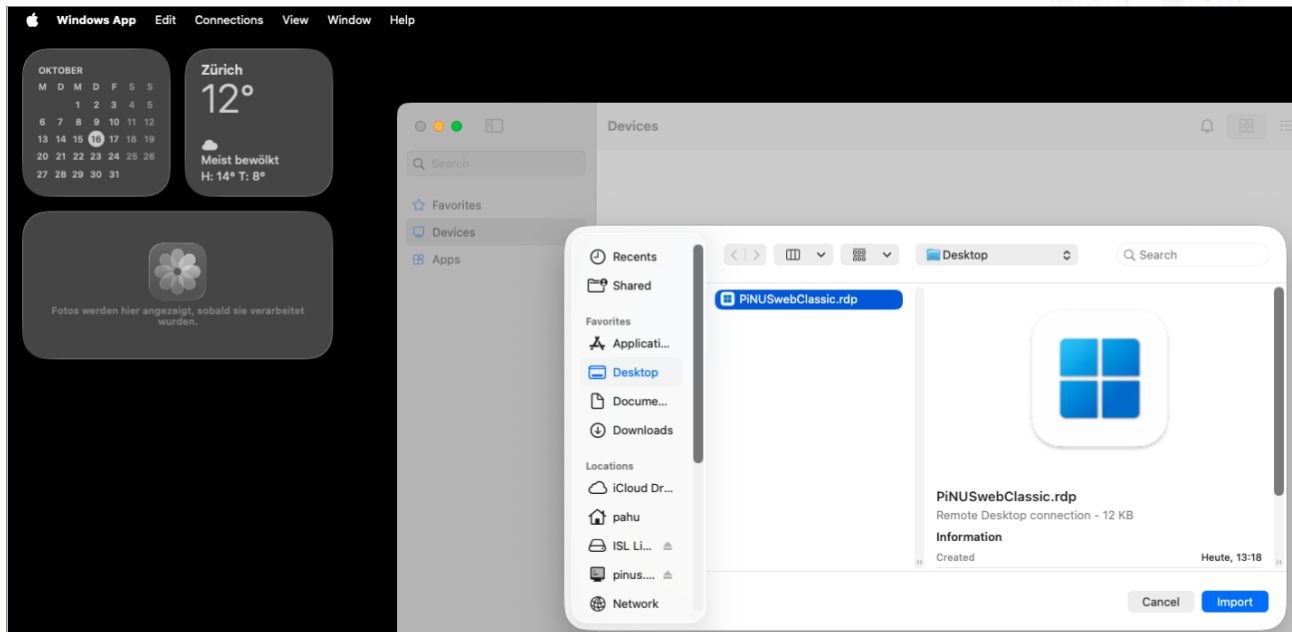 Windows App Edit Connections View Window Help
OKTOBER
M D M D F S S
1 2 3 4 5
6 7 8 9 10 11 12
13 14 15 16 17 18 19
20 21 22 23 24 25 26
27 28 29 30 31
Zürich
12°
Meist bewölkt
H: 14° T: 8°
Fotos werden hier angezeigt, sobald sie verarbeitet
wurden.
Devices
Search
Favorites
Devices
Apps
Recents
Shared
Favorites
Applicati...
Desktop
Docume...
Downloads
Locations
iCloud Dr...
pahu
ISL Li...
pinus....
Network
Desktop
Search
PiNUSwebClassic.rdp
PiNUSwebClassic.rdp
Remote Desktop connection - 12 KB
Information
Created Heute, 13:18
Cancel Import